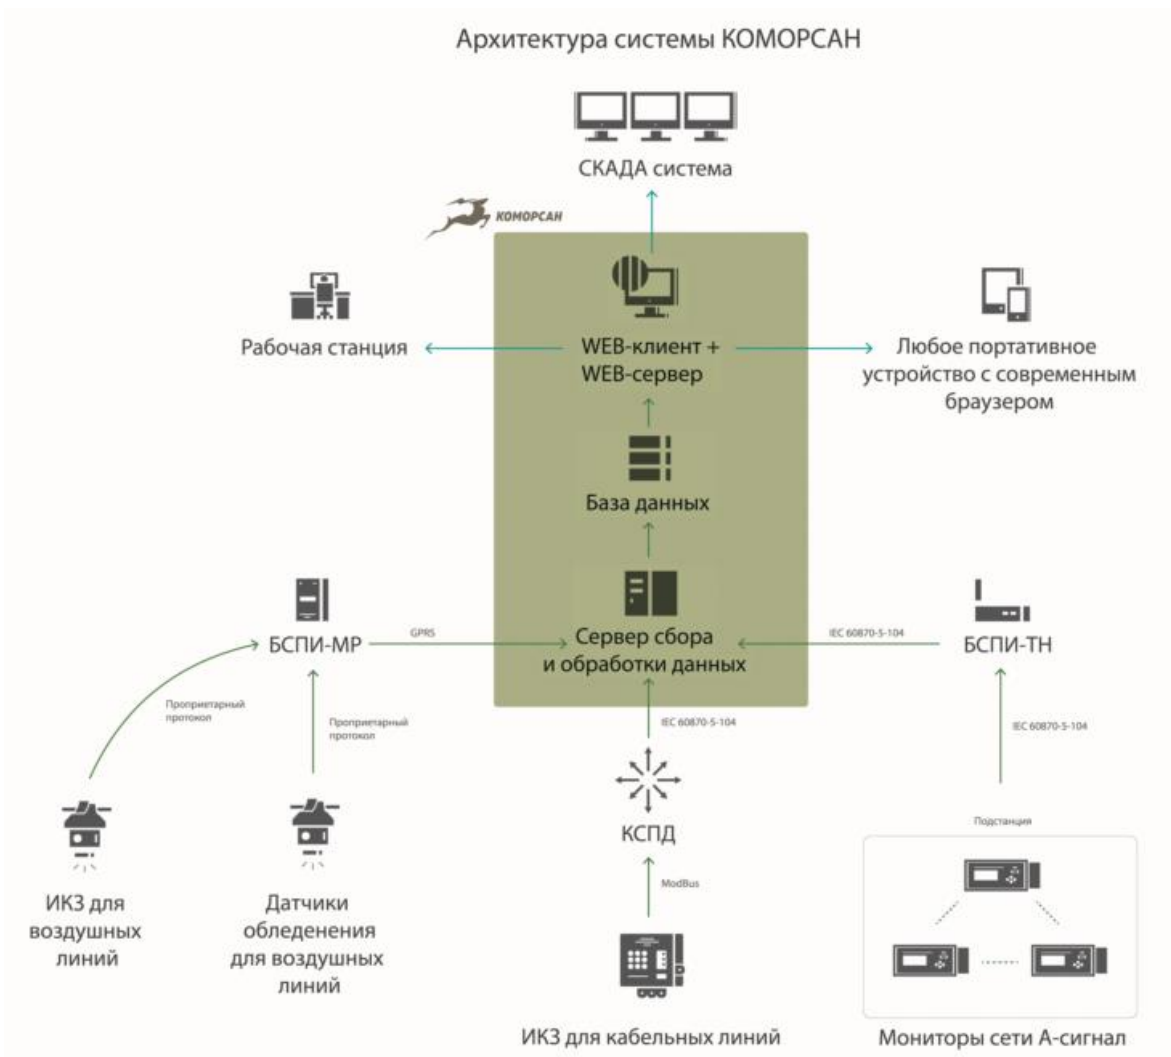 Архитектура системы КОМОРСАН
СКАДА система
КОМОРСАН
Рабочая станция
WEB-клиент +
WEB-сервер
Любое портативное
устройство с современным
браузером
База данных
БСПИ-МР
GPRS
Сервер сбора
и обработки данных
IEC 60870-5-104
БСПИ-ТН
Проприетарный
протокол
Проприетарный
протокол
IEC 60870-5-104
IEC 60870-5-104
КСПД
Подстанция
ModBus
ИКЗ для
воздушных
линий
Датчики
обледенения
для воздушных
линий
ИКЗ для кабельных линий
Мониторы сети А-сигнал